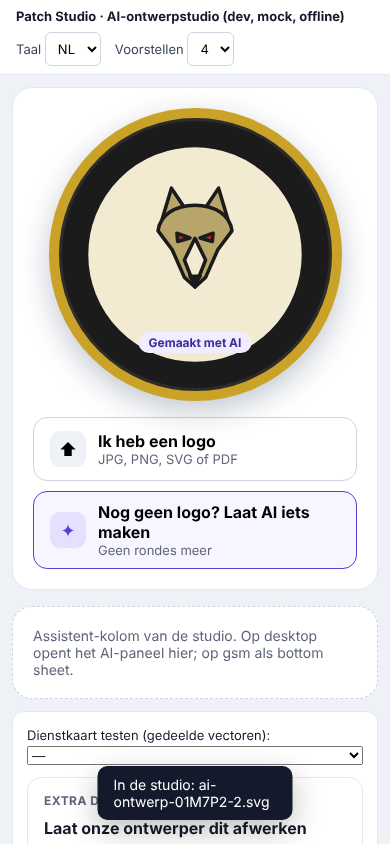 Patch Studio · AI-ontwerpstudio (dev, mock, offline)
Taal NL Voorstellen 4
Gemaakt met AI
Ik heb een logo
JPG, PNG, SVG of PDF
Nog geen logo? Laat AI iets
maken
Geen rondes meer
Assistent-kolom van de studio. Op desktop
opent het AI-paneel hier; op gsm als bottom
sheet.
Dienstkaart testen (gedeelde vectoren):
—
In de studio: ai-
ontwerp-01M7P2-2.svg
EXTRA
Laat onze ontwerper dit afwerken